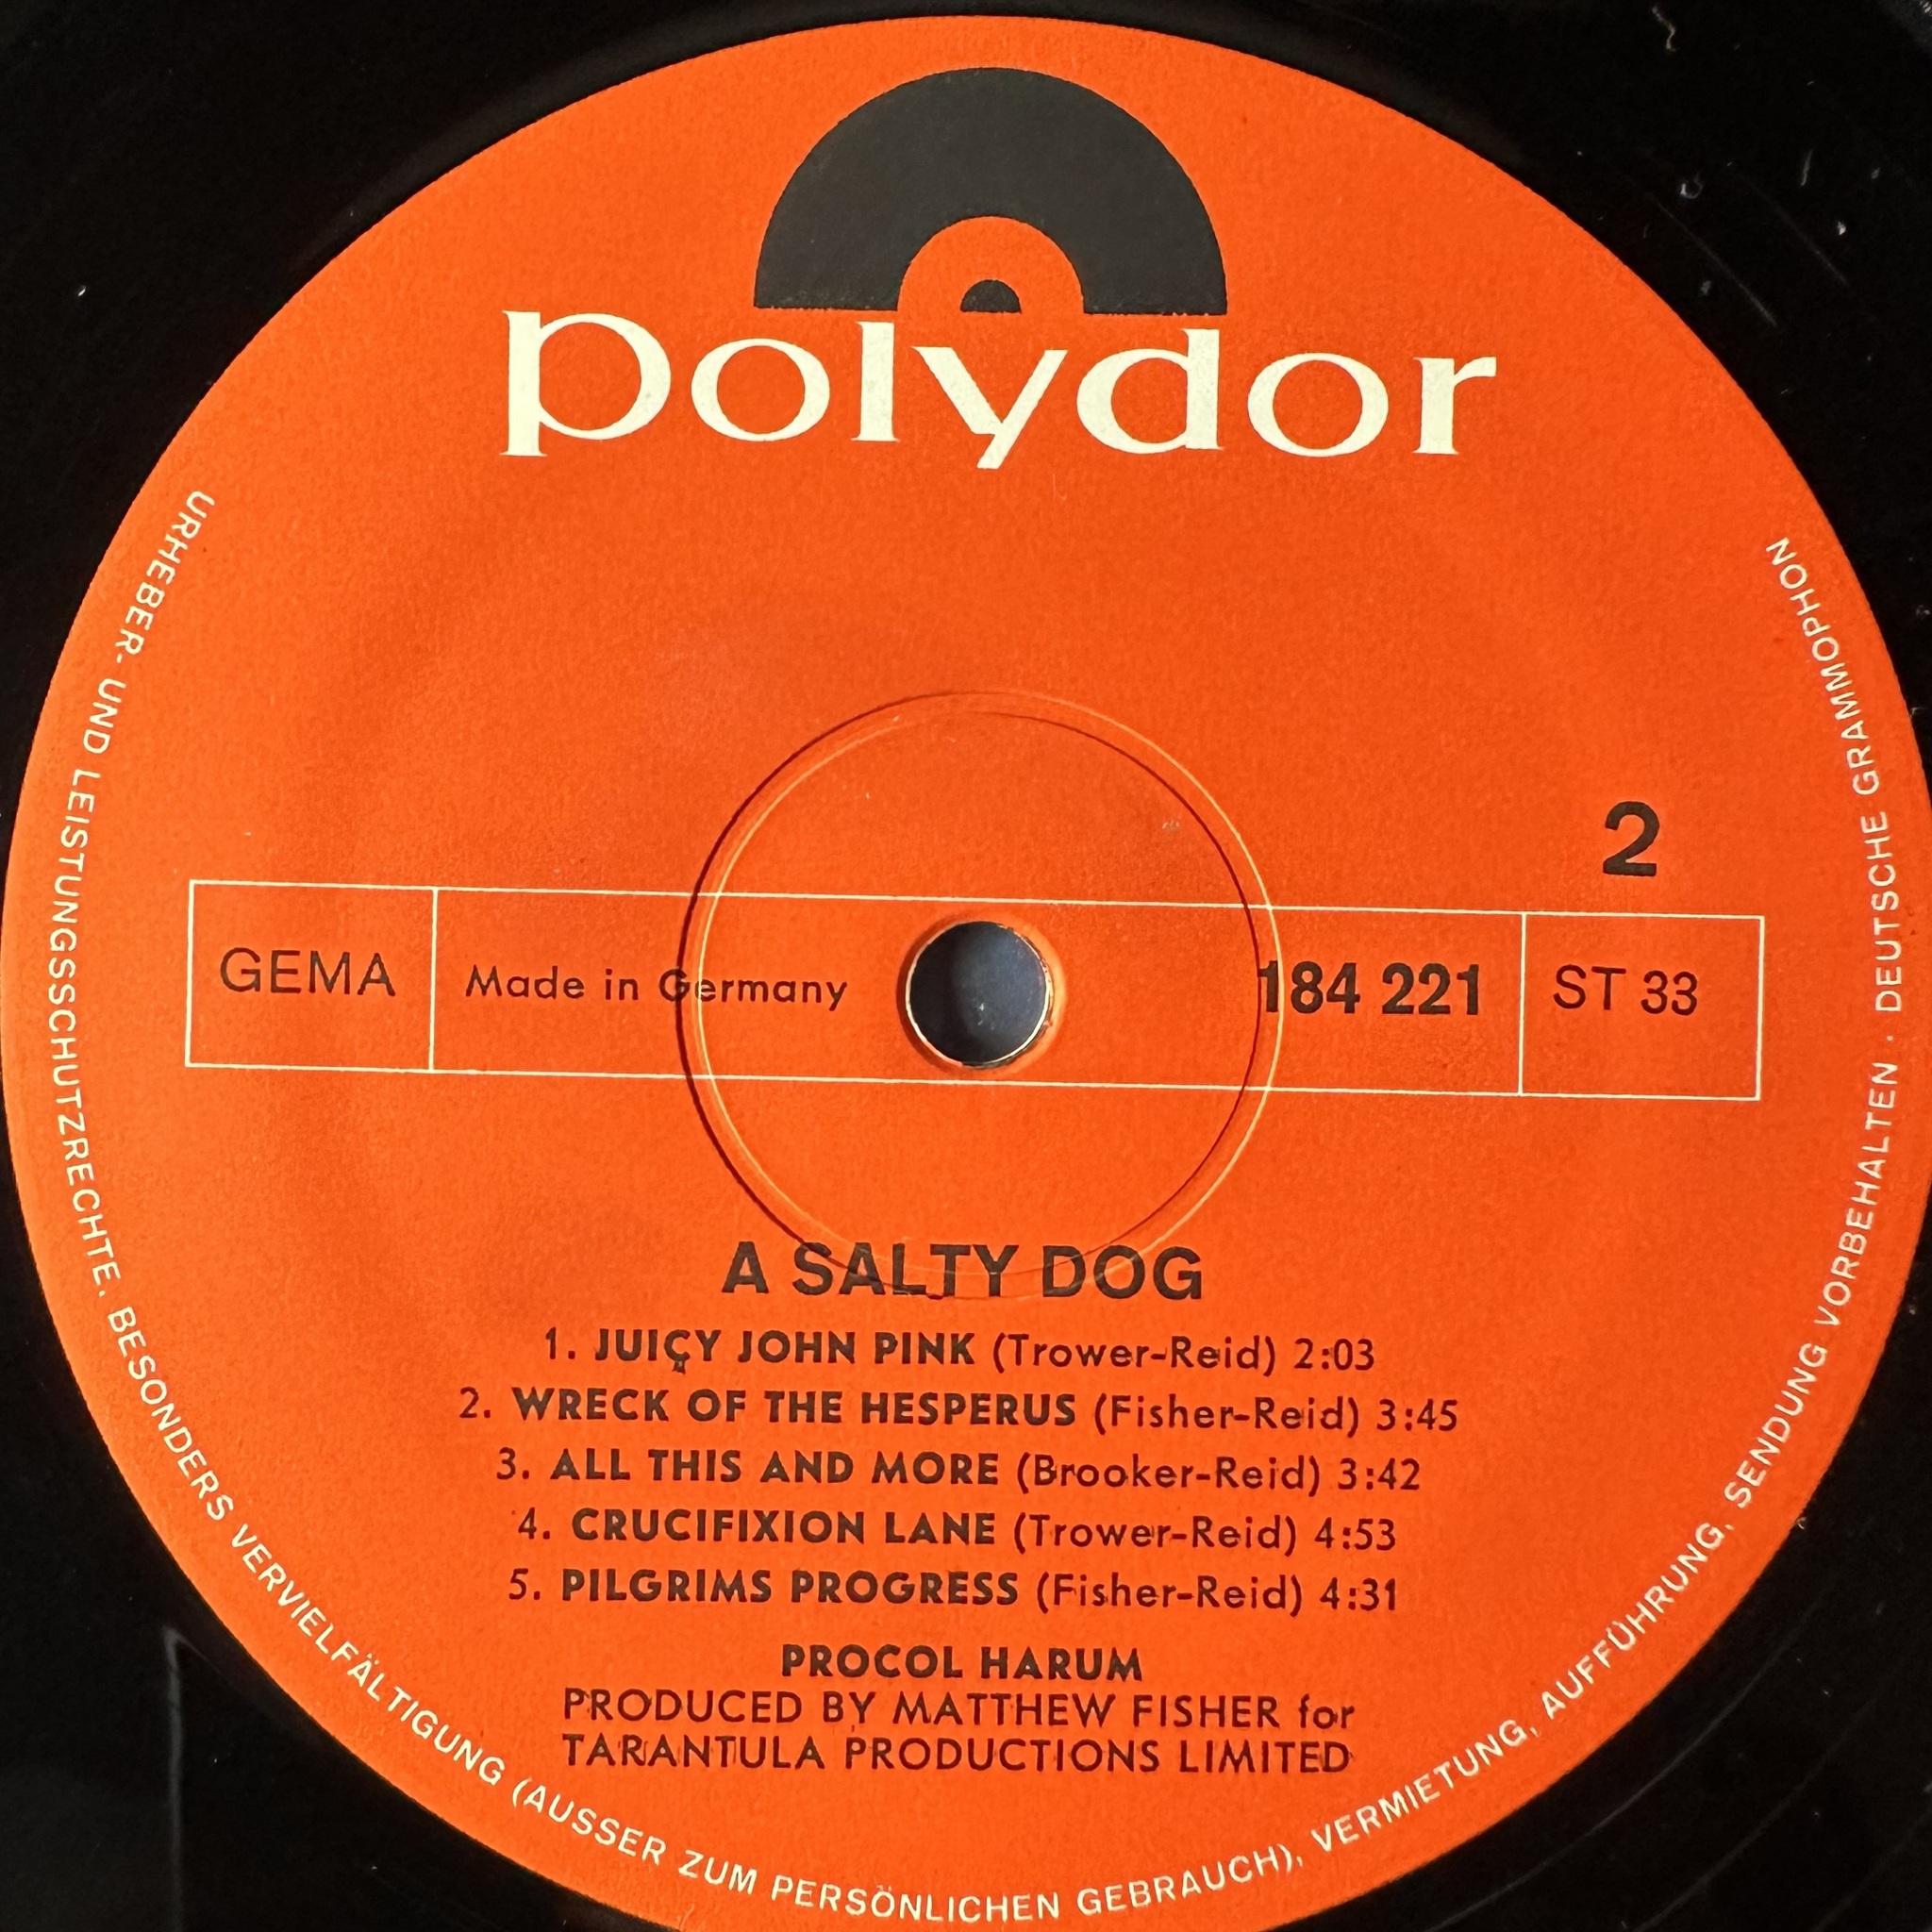 polydor
2
GEMA Made in Germany 184 221 ST 33
A SALTY DOG
1. JUIÇY JOHN PINK (Trower-Reid) 2:03
2. WRECK OF THE HESPERUS (Fisher-Reid) 3:45
3. ALL THIS AND MORE (Brooker-Reid) 3:42
4. CRUCIFIXION LANE (Trower-Reid) 4:53
5. PILGRIMS PROGRESS (Fisher-Reid) 4:31
PROCOL HARUM
PRODUCED BY MATTHEW FISHER for
TARANTULA PRODUCTIONS LIMITED
URHEBER- UND LEISTUNGSSCHUTZRECHTE, BESONDERS VERVIELFÄLTIGUNG (AUSSER ZUM PERSÖNLICHEN GEBRAUCH), VERMIETUNG, AUFFÜHRUNG, SENDUNG VORBEHALTEN · DEUTSCHE GRAMMOPHON